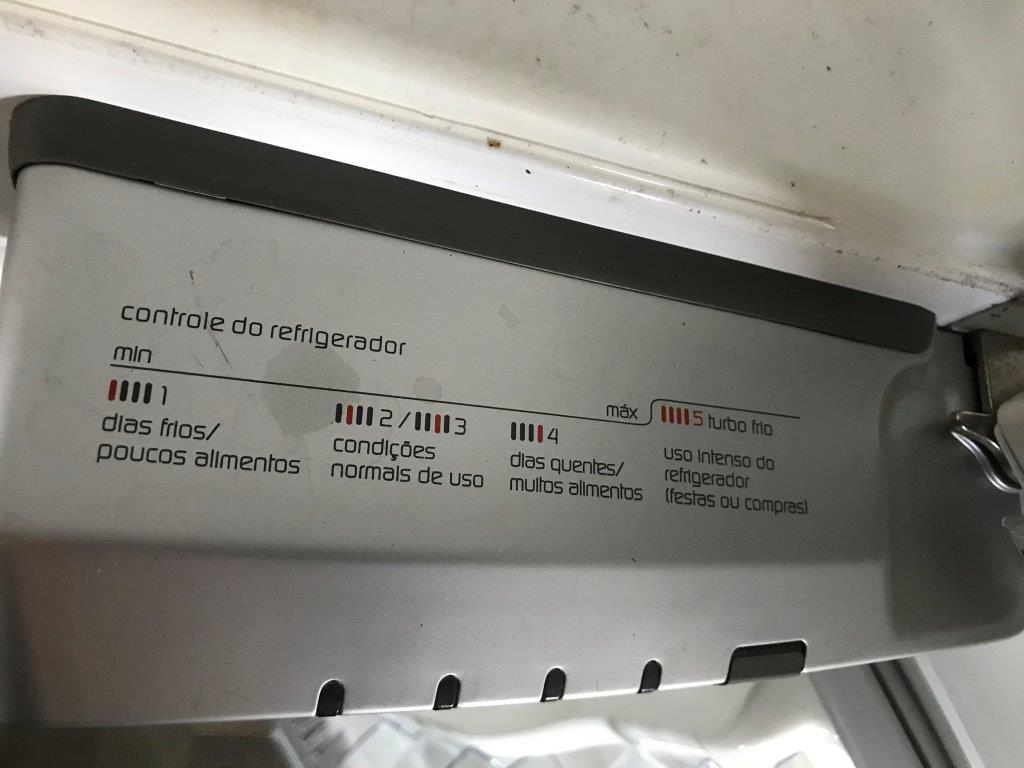 controle do refrigerador
min
máx
1
2 / 3
4
5 turbo frio
dias frios/
poucos alimentos
condições
normais de uso
dias quentes/
muitos alimentos
uso intenso do
refrigerador
(festas ou compras)